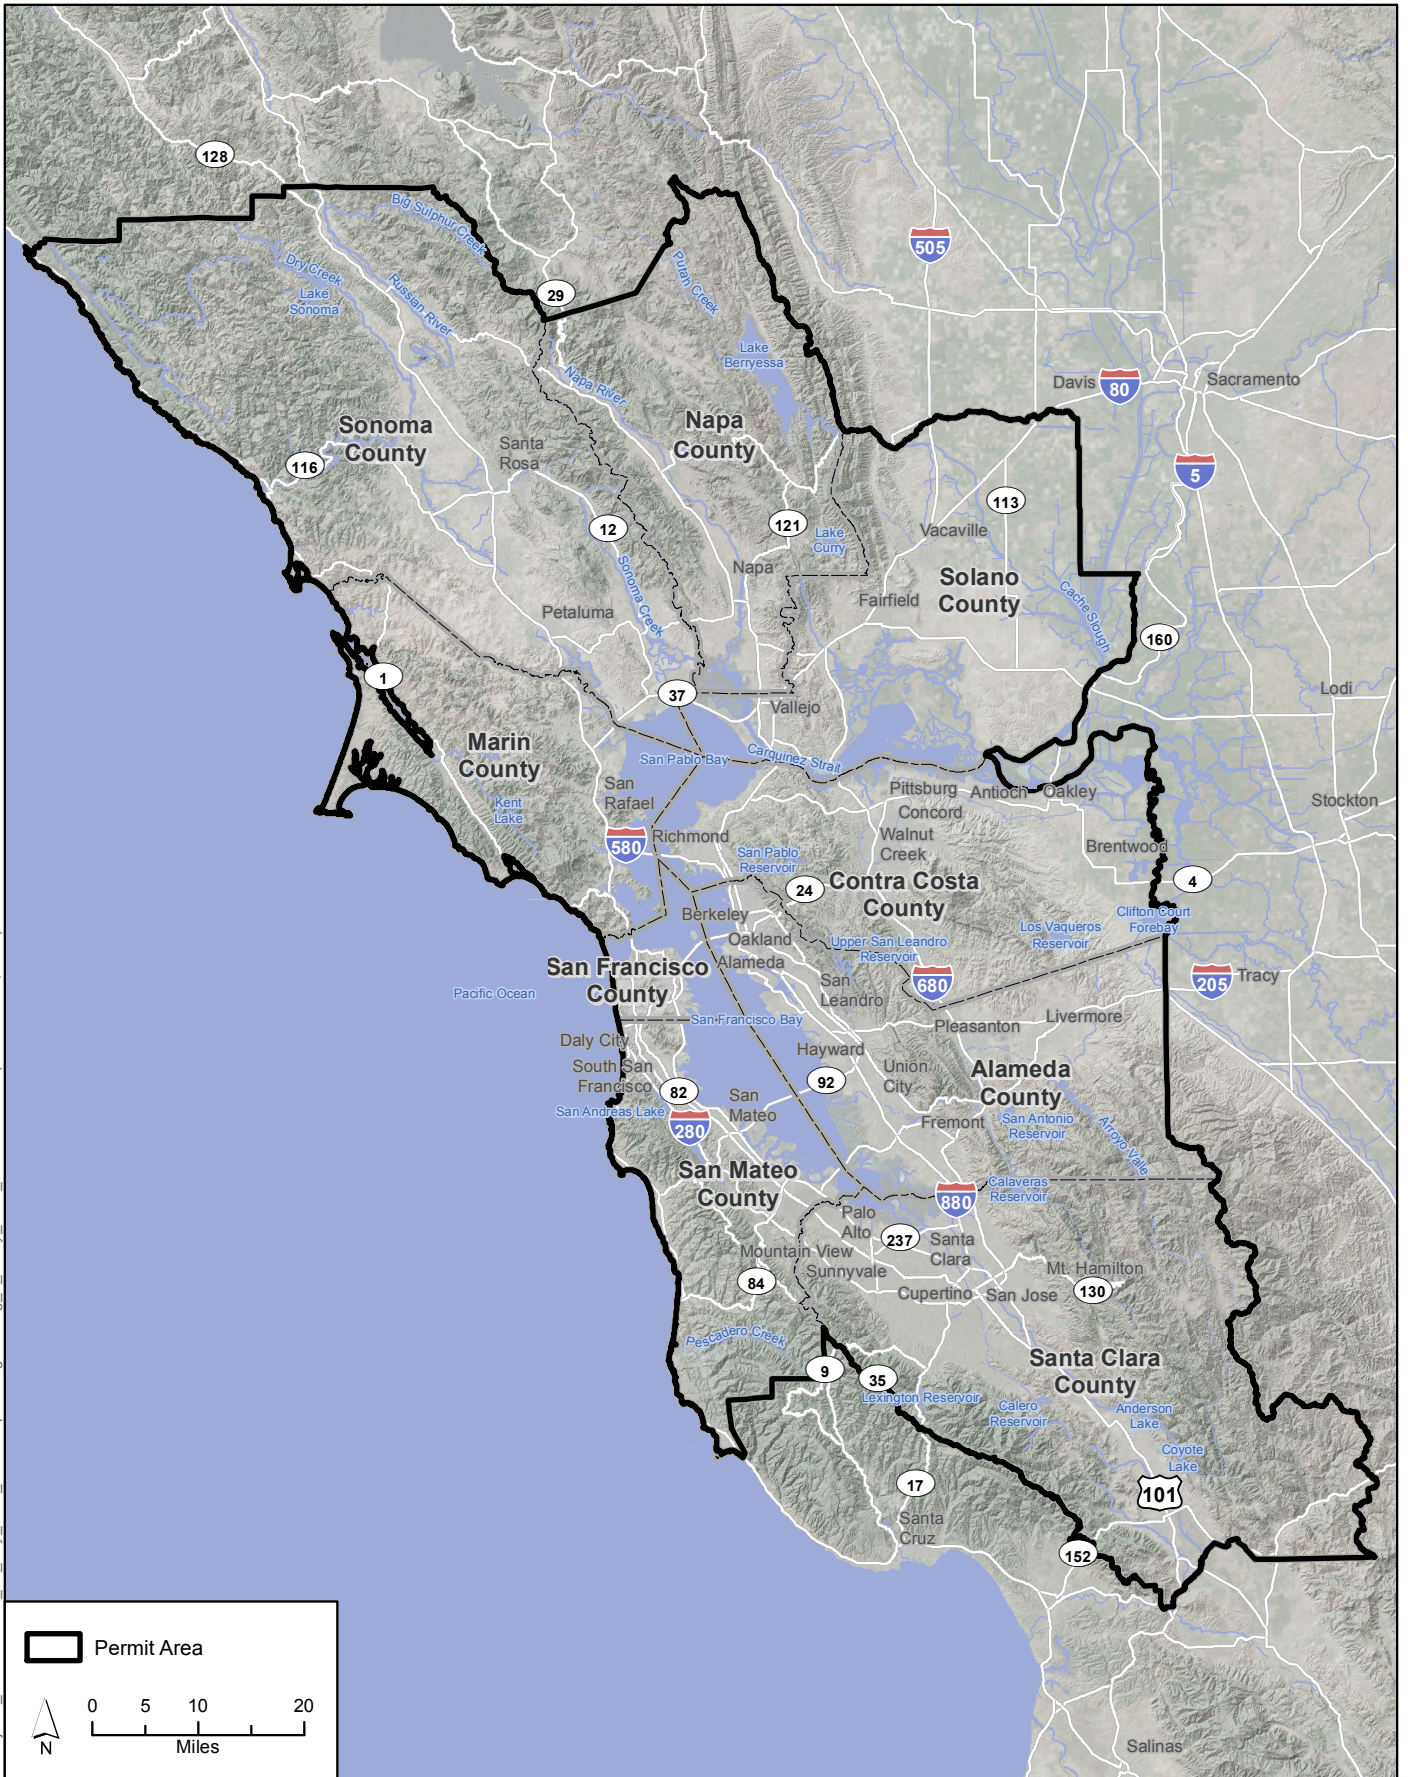 128
Big Sulphur Creek
505
Dry Creek
Lake
Sonoma
Russian River
29
Putah Creek
Lake
Berryessa
Davis
80
Sacramento
Napa River
Sonoma
County
Napa
County
Santa
Rosa
116
5
113
12
121
Lake
Curry
Vacaville
Napa
Solano
County
Sonoma Creek
Petaluma
Fairfield
Cache Slough
160
1
37
Vallejo
Lodi
Marin
County
San Pablo Bay
Carquinez Strait
San
Rafael
Kent
Lake
Pittsburg
Antioch
Oakley
Stockton
Concord
580
Richmond
Walnut
Creek
Brentwood
San Pablo
Reservoir
24
Contra Costa
County
4
Berkeley
Clifton Court
Forebay
Los Vaqueros
Reservoir
Oakland
Upper San Leandro
Reservoir
San Francisco
County
Alameda
680
205
Tracy
Pacific Ocean
San
Leandro
San Francisco Bay
Pleasanton
Livermore
Daly City
Hayward
South San
Francisco
Union
City
Alameda
County
82
92
San
Mateo
San Andreas Lake
280
Fremont
San Antonio
Reservoir
Arroyo Valle
San Mateo
County
Calaveras
Reservoir
880
Palo
Alto
237
Santa
Clara
Mountain View
Sunnyvale
Mt. Hamilton
84
Cupertino
San Jose
130
Pescadero Creek
9
35
Santa Clara
County
Lexington Reservoir
Calero
Reservoir
Anderson
Lake
Coyote
Lake
17
101
Santa
Cruz
152
Permit Area
0 5 10 20
N
Miles
Salinas